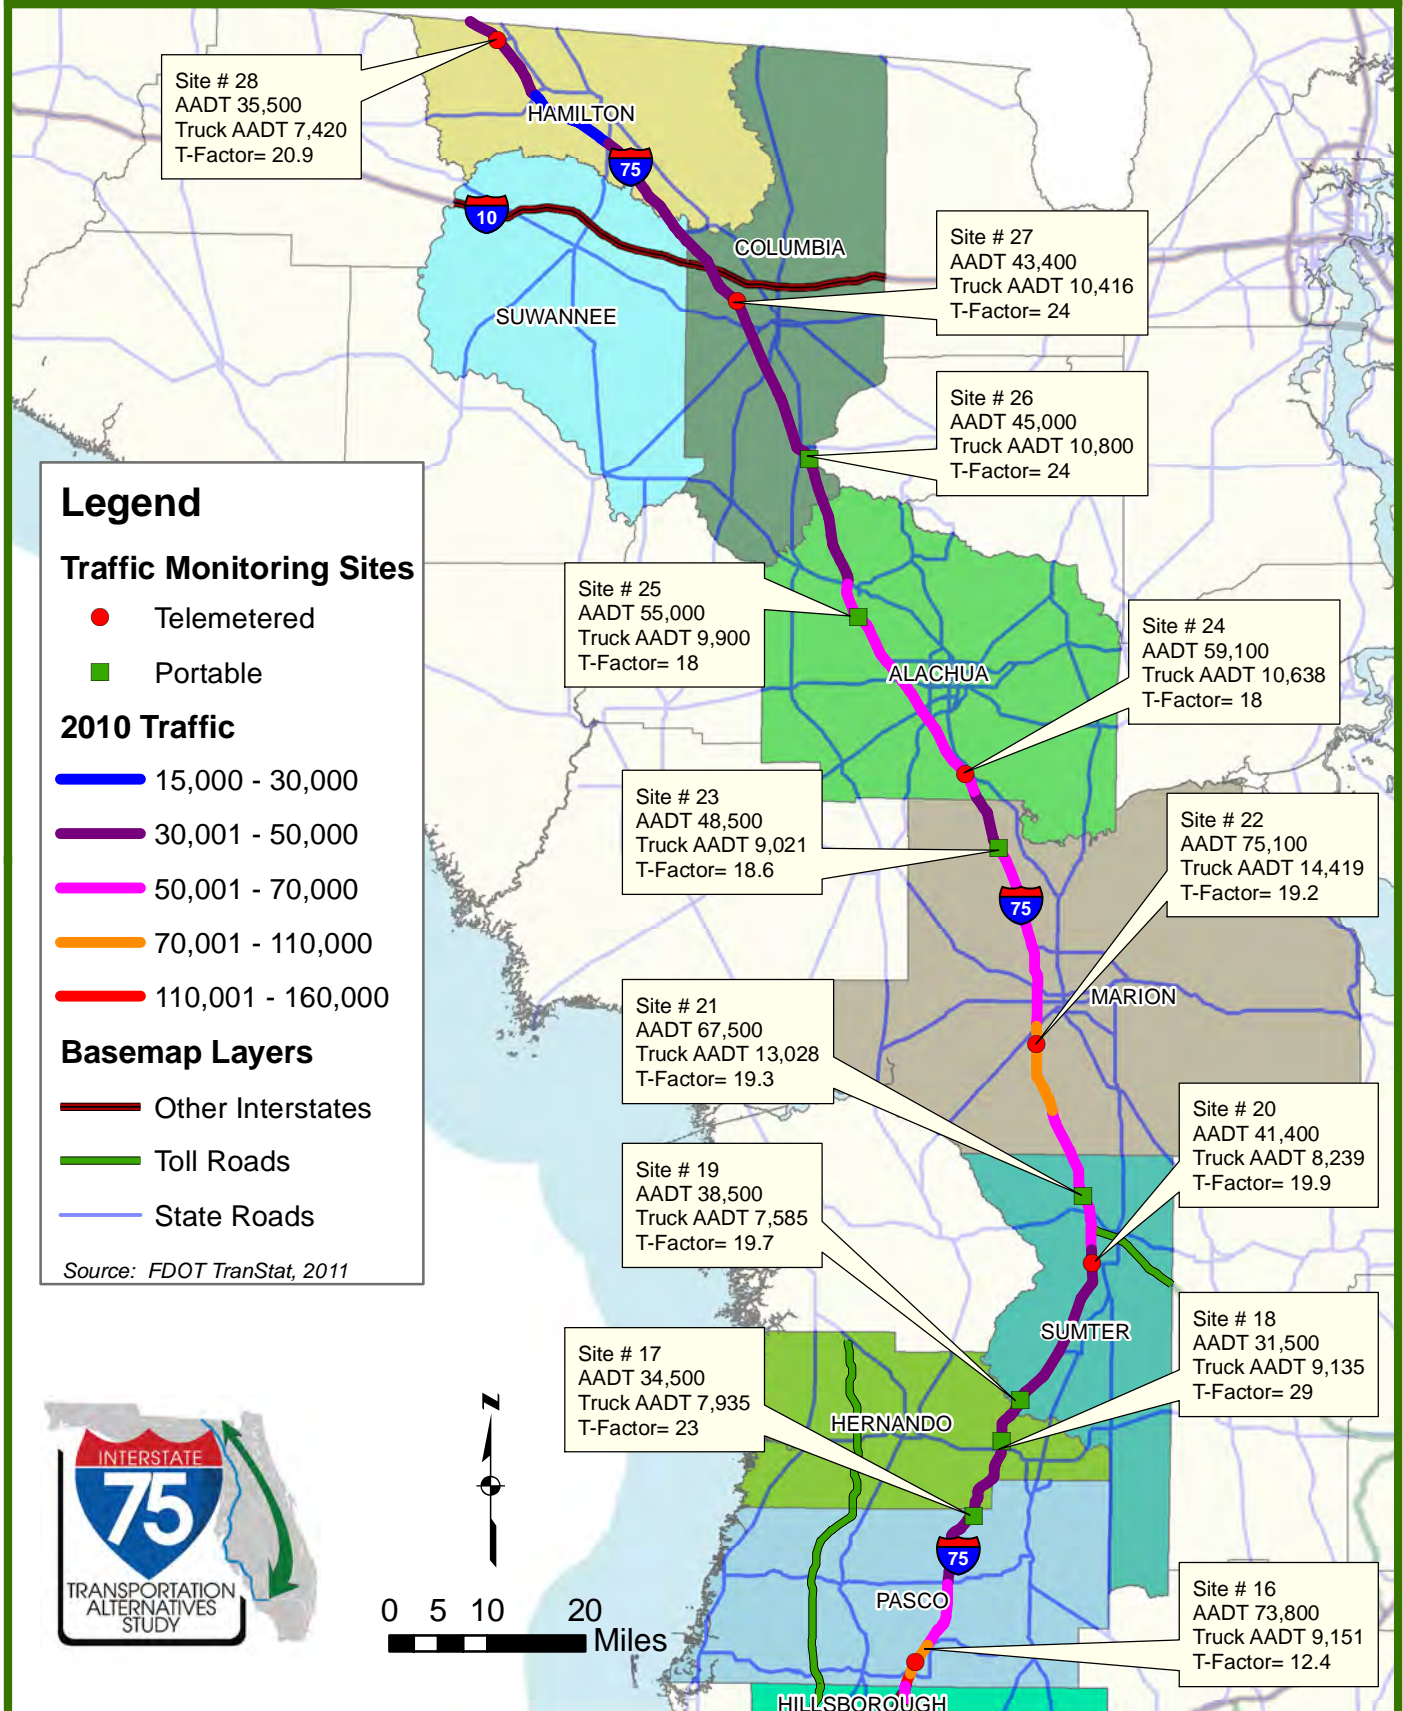 Site # 28
AADT 35,500
Truck AADT 7,420
T-Factor= 20.9
HAMILTON
75
10
COLUMBIA
SUWANNEE
Site # 27
AADT 43,400
Truck AADT 10,416
T-Factor= 24
Site # 26
AADT 45,000
Truck AADT 10,800
T-Factor= 24
Legend
Traffic Monitoring Sites
Telemetered
Portable
2010 Traffic
15,000 - 30,000
30,001 - 50,000
50,001 - 70,000
70,001 - 110,000
110,001 - 160,000
Basemap Layers
Other Interstates
Toll Roads
State Roads
Source: FDOT TranStat, 2011
Site # 25
AADT 55,000
Truck AADT 9,900
T-Factor= 18
ALACHUA
Site # 24
AADT 59,100
Truck AADT 10,638
T-Factor= 18
Site # 23
AADT 48,500
Truck AADT 9,021
T-Factor= 18.6
75
Site # 22
AADT 75,100
Truck AADT 14,419
T-Factor= 19.2
MARION
Site # 21
AADT 67,500
Truck AADT 13,028
T-Factor= 19.3
Site # 20
AADT 41,400
Truck AADT 8,239
T-Factor= 19.9
Site # 19
AADT 38,500
Truck AADT 7,585
T-Factor= 19.7
SUMTER
Site # 18
AADT 31,500
Truck AADT 9,135
T-Factor= 29
Site # 17
AADT 34,500
Truck AADT 7,935
T-Factor= 23
HERNANDO
75
PASCO
Site # 16
AADT 73,800
Truck AADT 9,151
T-Factor= 12.4
HILLSBOROUGH
INTERSTATE
75
TRANSPORTATION
ALTERNATIVES
STUDY
N
0 5 10 20
Miles